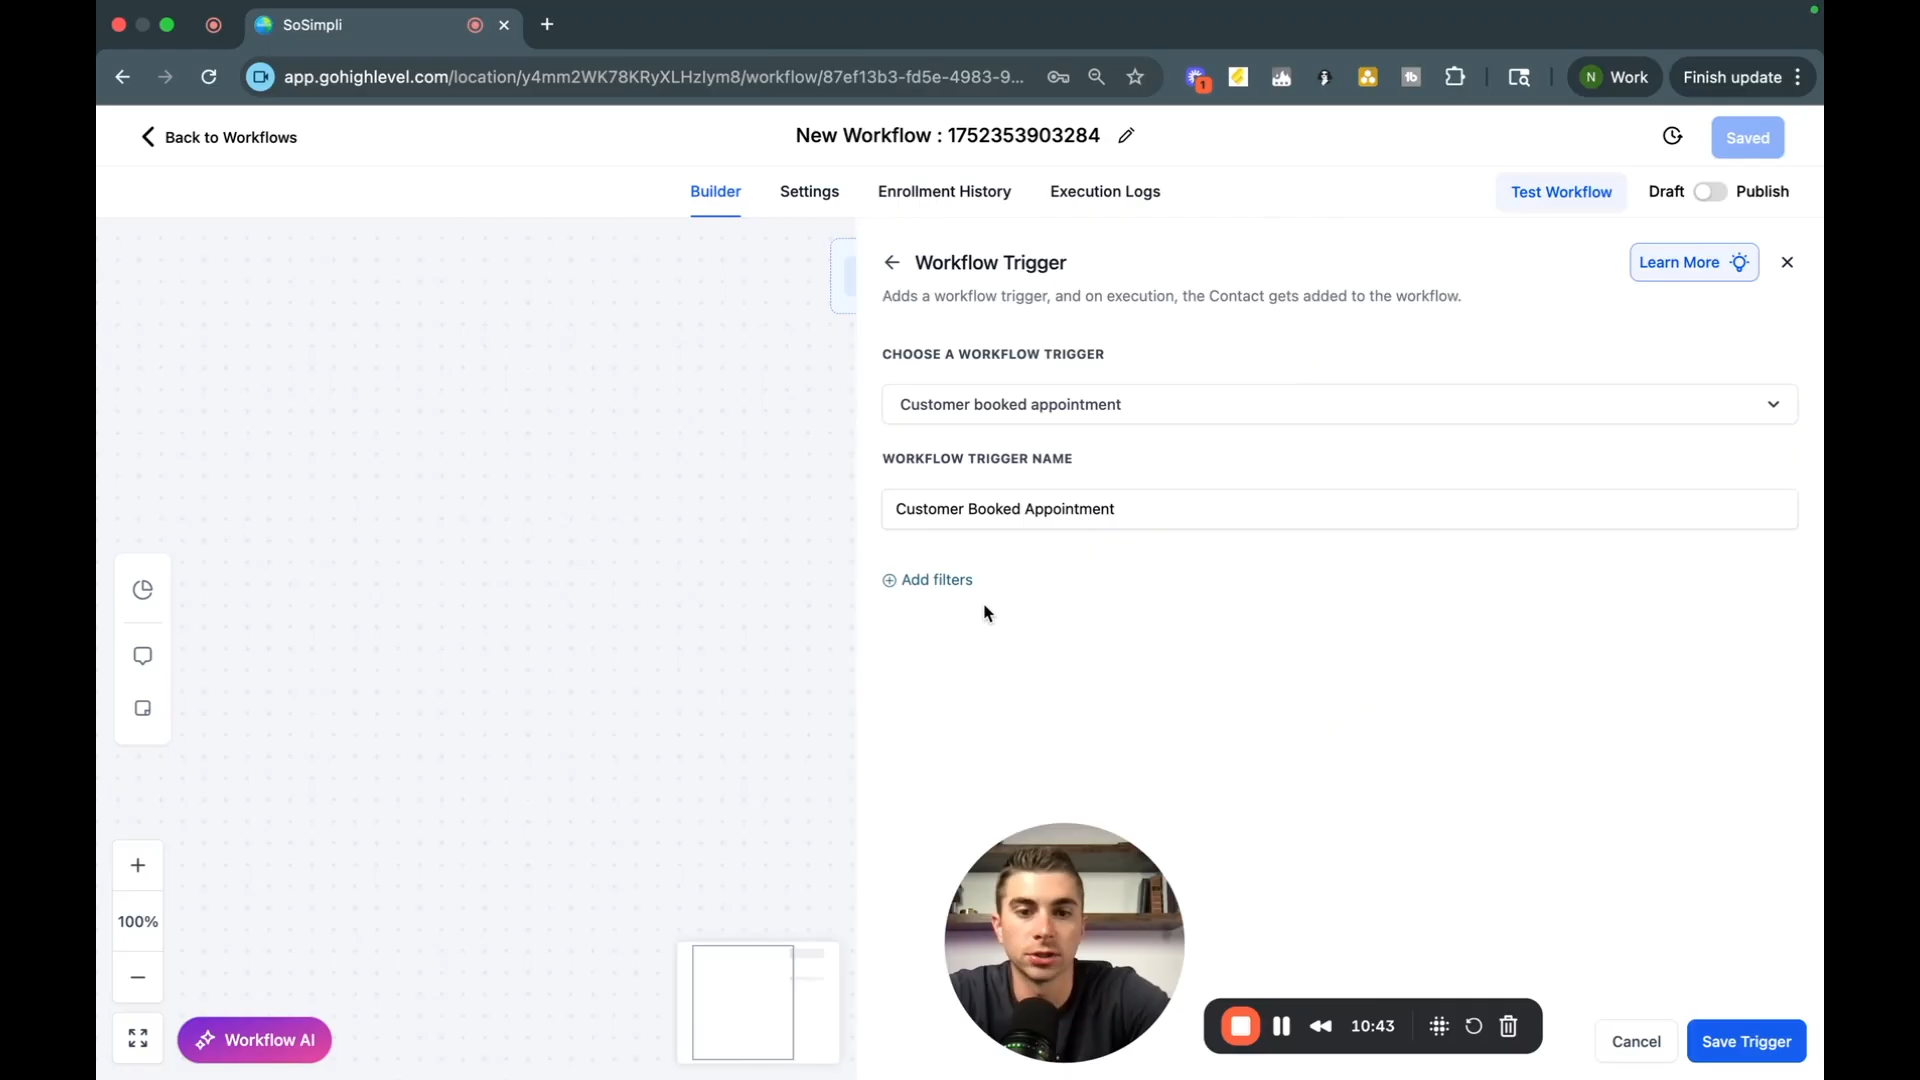 SoSimpli
app.gohighlevel.com/location/y4mm2WK78KRyXLHzIym8/workflow/87ef13b3-fd5e-4983-9...
1
N Work
Finish update
Back to Workflows
New Workflow : 1752353903284
Saved
Builder
Settings
Enrollment History
Execution Logs
Test Workflow
Draft
Publish
Workflow Trigger
Learn More
Adds a workflow trigger, and on execution, the Contact gets added to the workflow.
CHOOSE A WORKFLOW TRIGGER
Customer booked appointment
WORKFLOW TRIGGER NAME
Customer Booked Appointment
Add filters
100%
Workflow AI
10:43
Cancel
Save Trigger